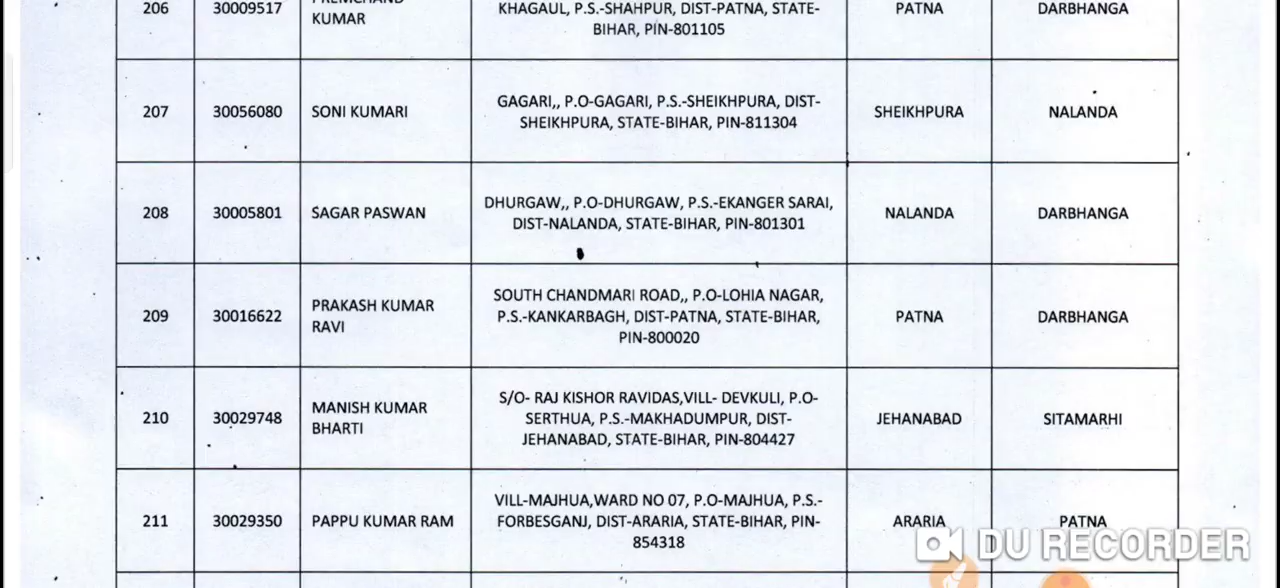 206 30009517 KUMAR KHAGAUL, P.S.-SHAHPUR, DIST-PATNA, STATE- PATNA DARBHANGA
BIHAR, PIN-801105
207 30056080 SONI KUMARI GAGARI,, P.O-GAGARI, P.S.-SHEIKHPURA, DIST- SHEIKHPURA NALANDA
SHEIKHPURA, STATE-BIHAR, PIN-811304
208 30005801 SAGAR PASWAN DHURGAW,, P.O-DHURGAW, P.S.-EKANGER SARAI, NALANDA DARBHANGA
DIST-NALANDA, STATE-BIHAR, PIN-801301
209 30016622 PRAKASH KUMAR SOUTH CHANDMARI ROAD,, P.O-LOHIA NAGAR, PATNA DARBHANGA
RAVI P.S.-KANKARBAGH, DIST-PATNA, STATE-BIHAR,
PIN-800020
210 30029748 MANISH KUMAR S/O- RAJ KISHOR RAVIDAS,VILL- DEVKULI, P.O- JEHANABAD SITAMARHI
BHARTI SERTHUA, P.S.-MAKHADUMPUR, DIST-
JEHANABAD, STATE-BIHAR, PIN-804427
211 30029350 PAPPU KUMAR RAM VILL-MAJHUA,WARD NO 07, P.O-MAJHUA, P.S.- ARARIA PATNA
FORBESGANJ, DIST-ARARIA, STATE-BIHAR, PIN-
854318
DU RECORDER